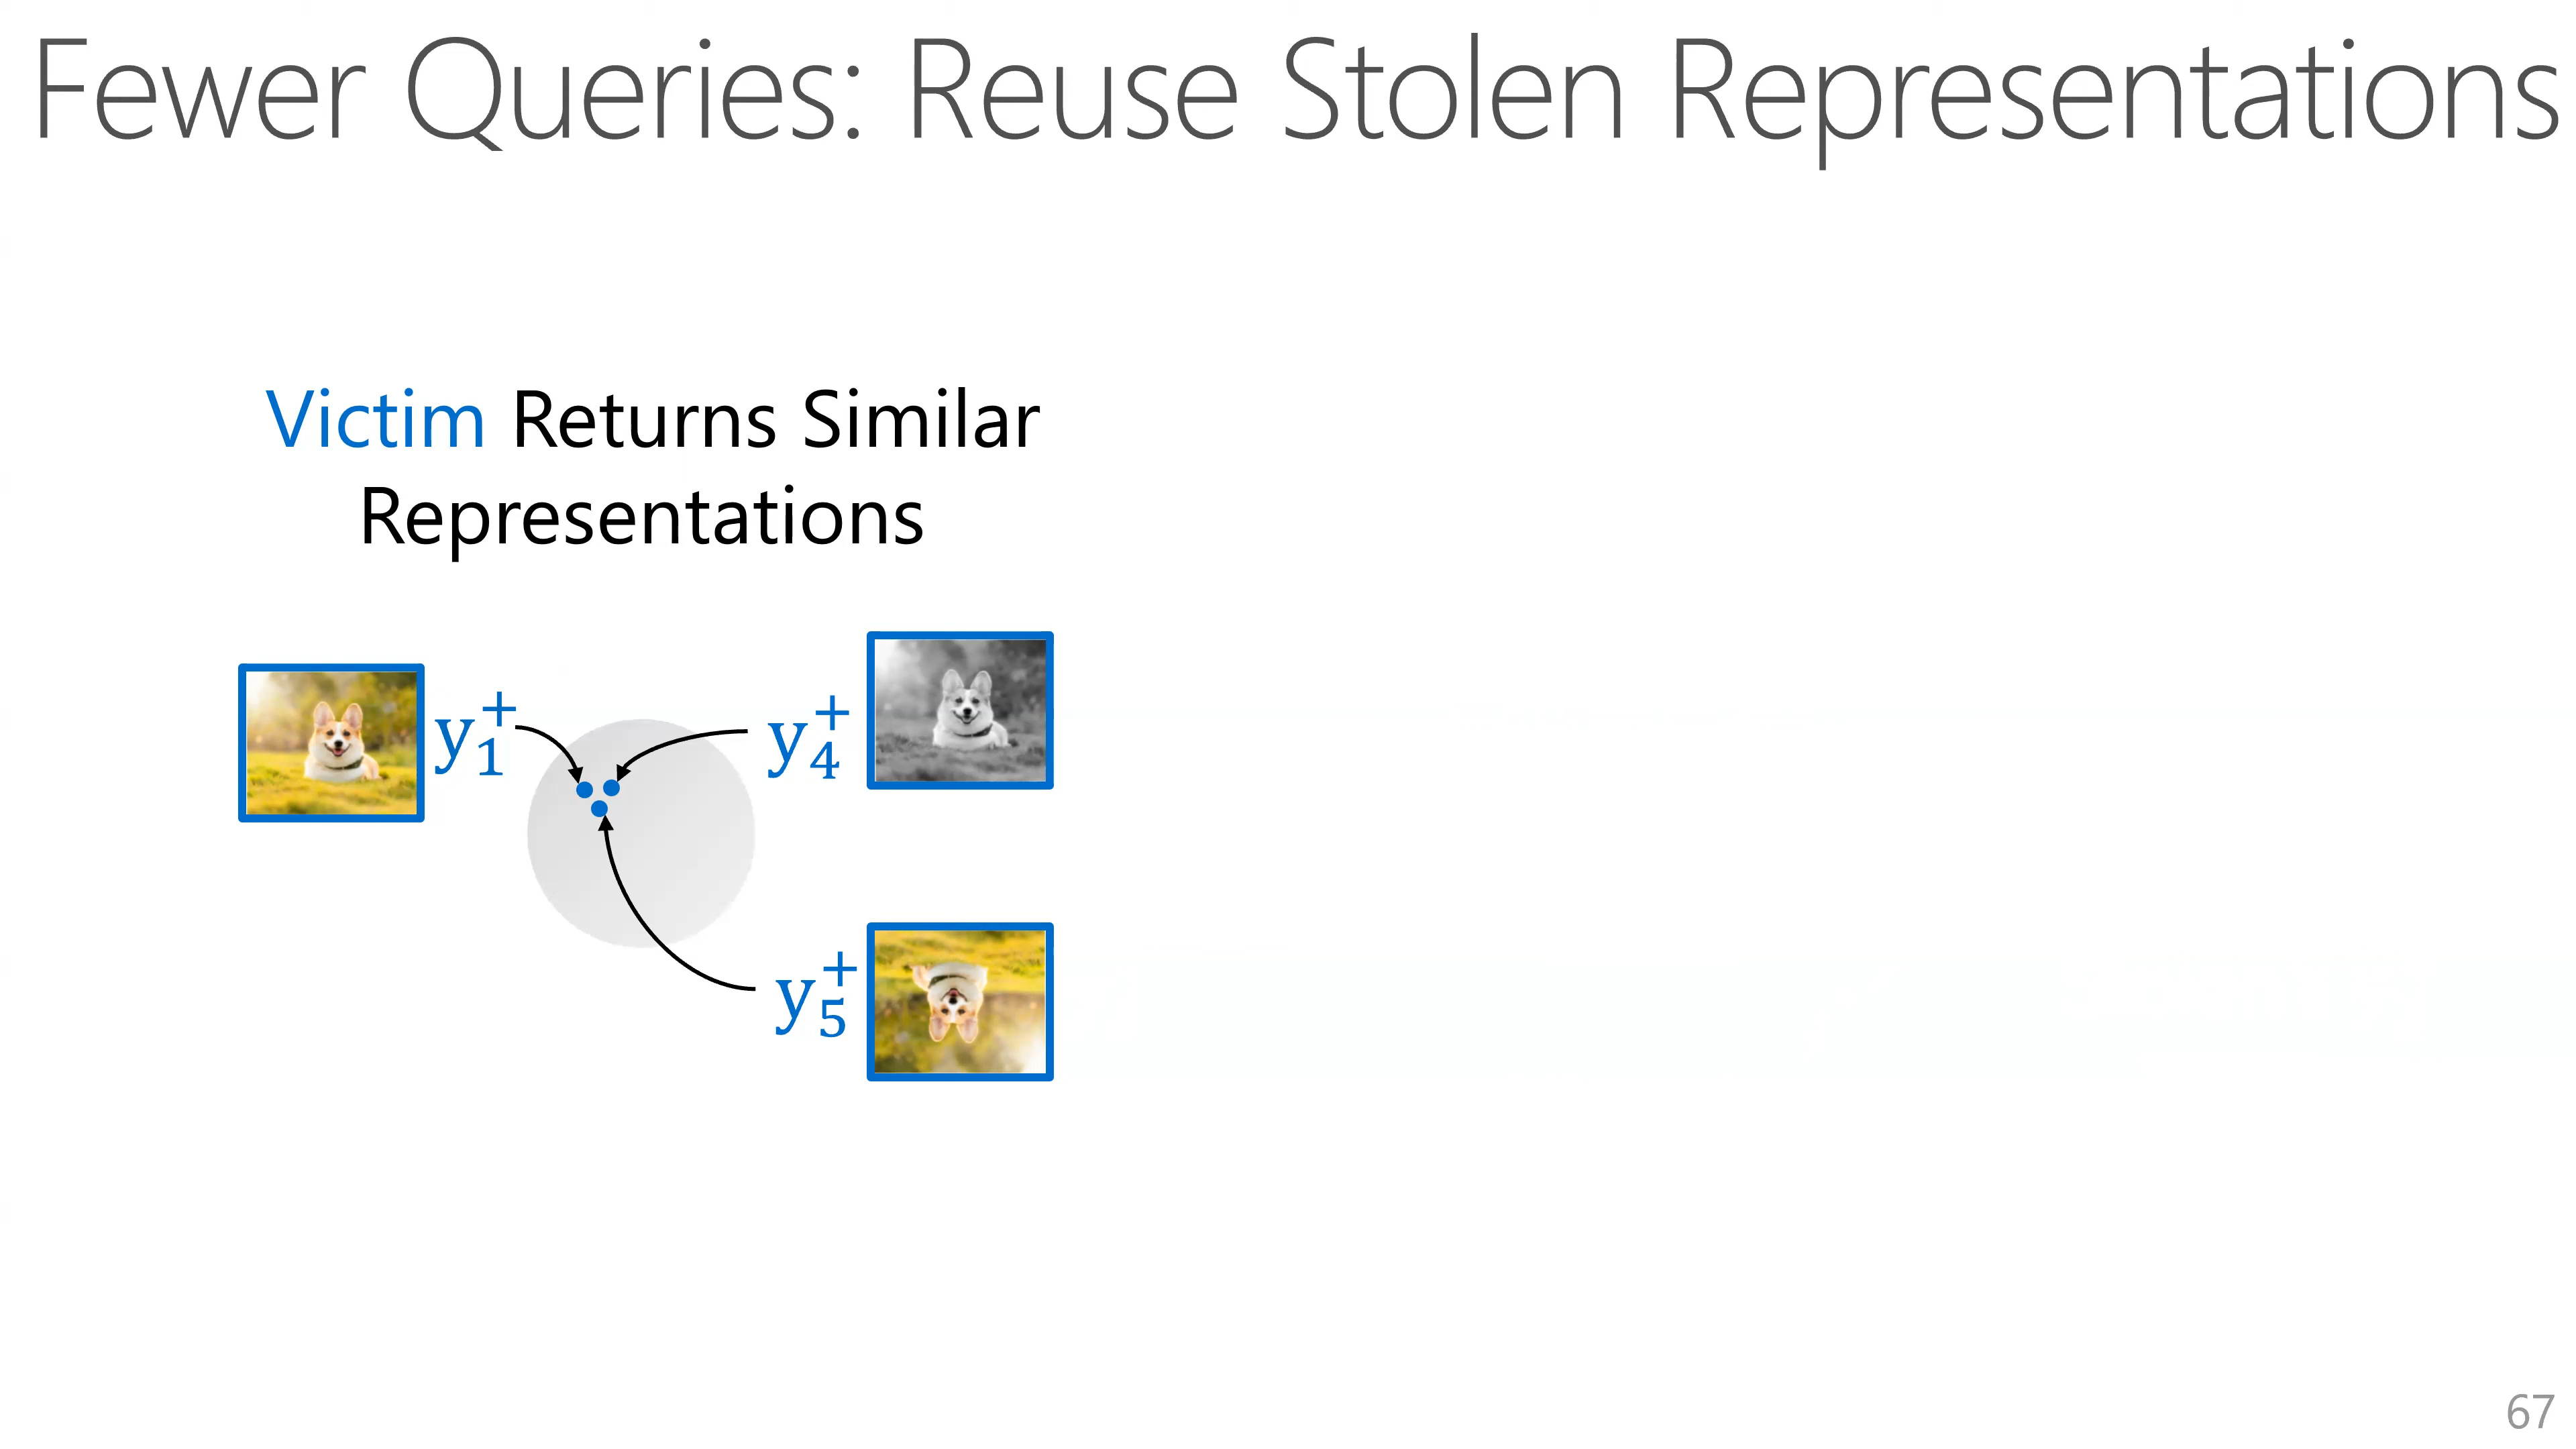 Fewer Queries: Reuse Stolen Representations
Victim Returns Similar
Representations
y₁⁺
y₄⁺
y₅⁺
67